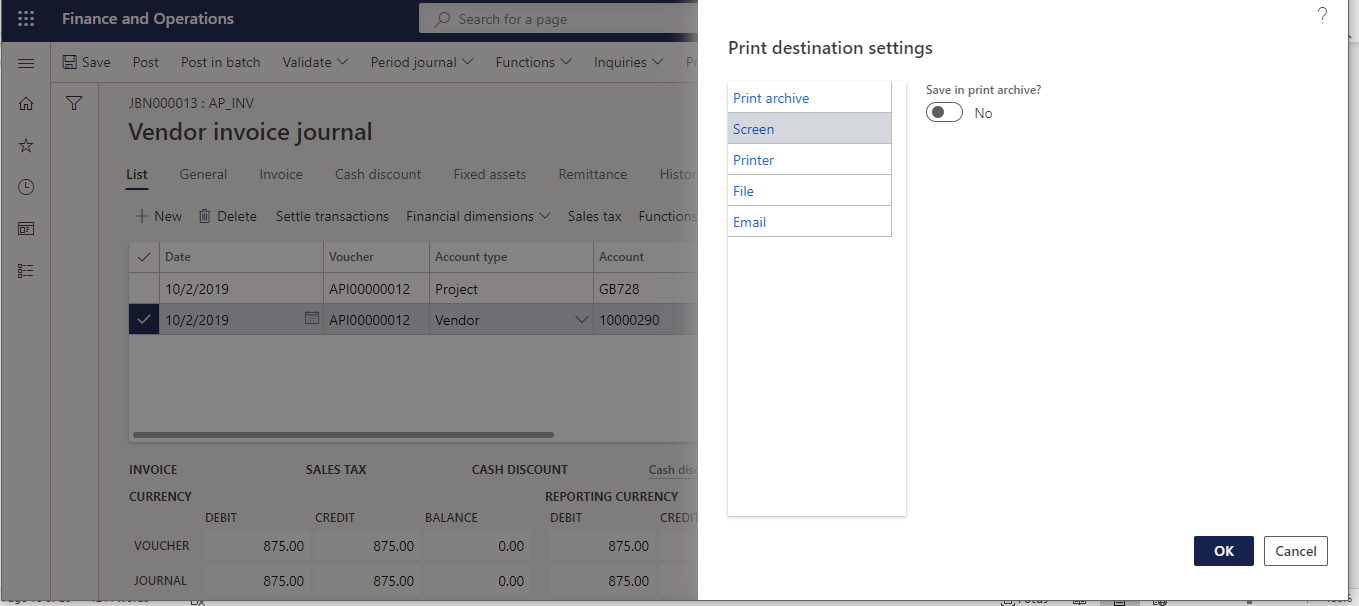 Finance and Operations
Search for a page
?
Save Post Post in batch Validate Period journal Functions Inquiries
JBN000013 : AP_INV
Vendor invoice journal
List General Invoice Cash discount Fixed assets Remittance
New Delete Settle transactions Financial dimensions Sales tax Functions
Date Voucher Account type Account
10/2/2019 API00000012 Project GB728
10/2/2019 API00000012 Vendor 10000290
INVOICE SALES TAX CASH DISCOUNT Cash disc
CURRENCY REPORTING CURRENCY
DEBIT CREDIT BALANCE DEBIT CREDIT
VOUCHER 875.00 875.00 0.00 875.00
JOURNAL 875.00 875.00 0.00 875.00
Print destination settings
Print archive
Screen
Printer
File
Email
Save in print archive?
No
OK Cancel